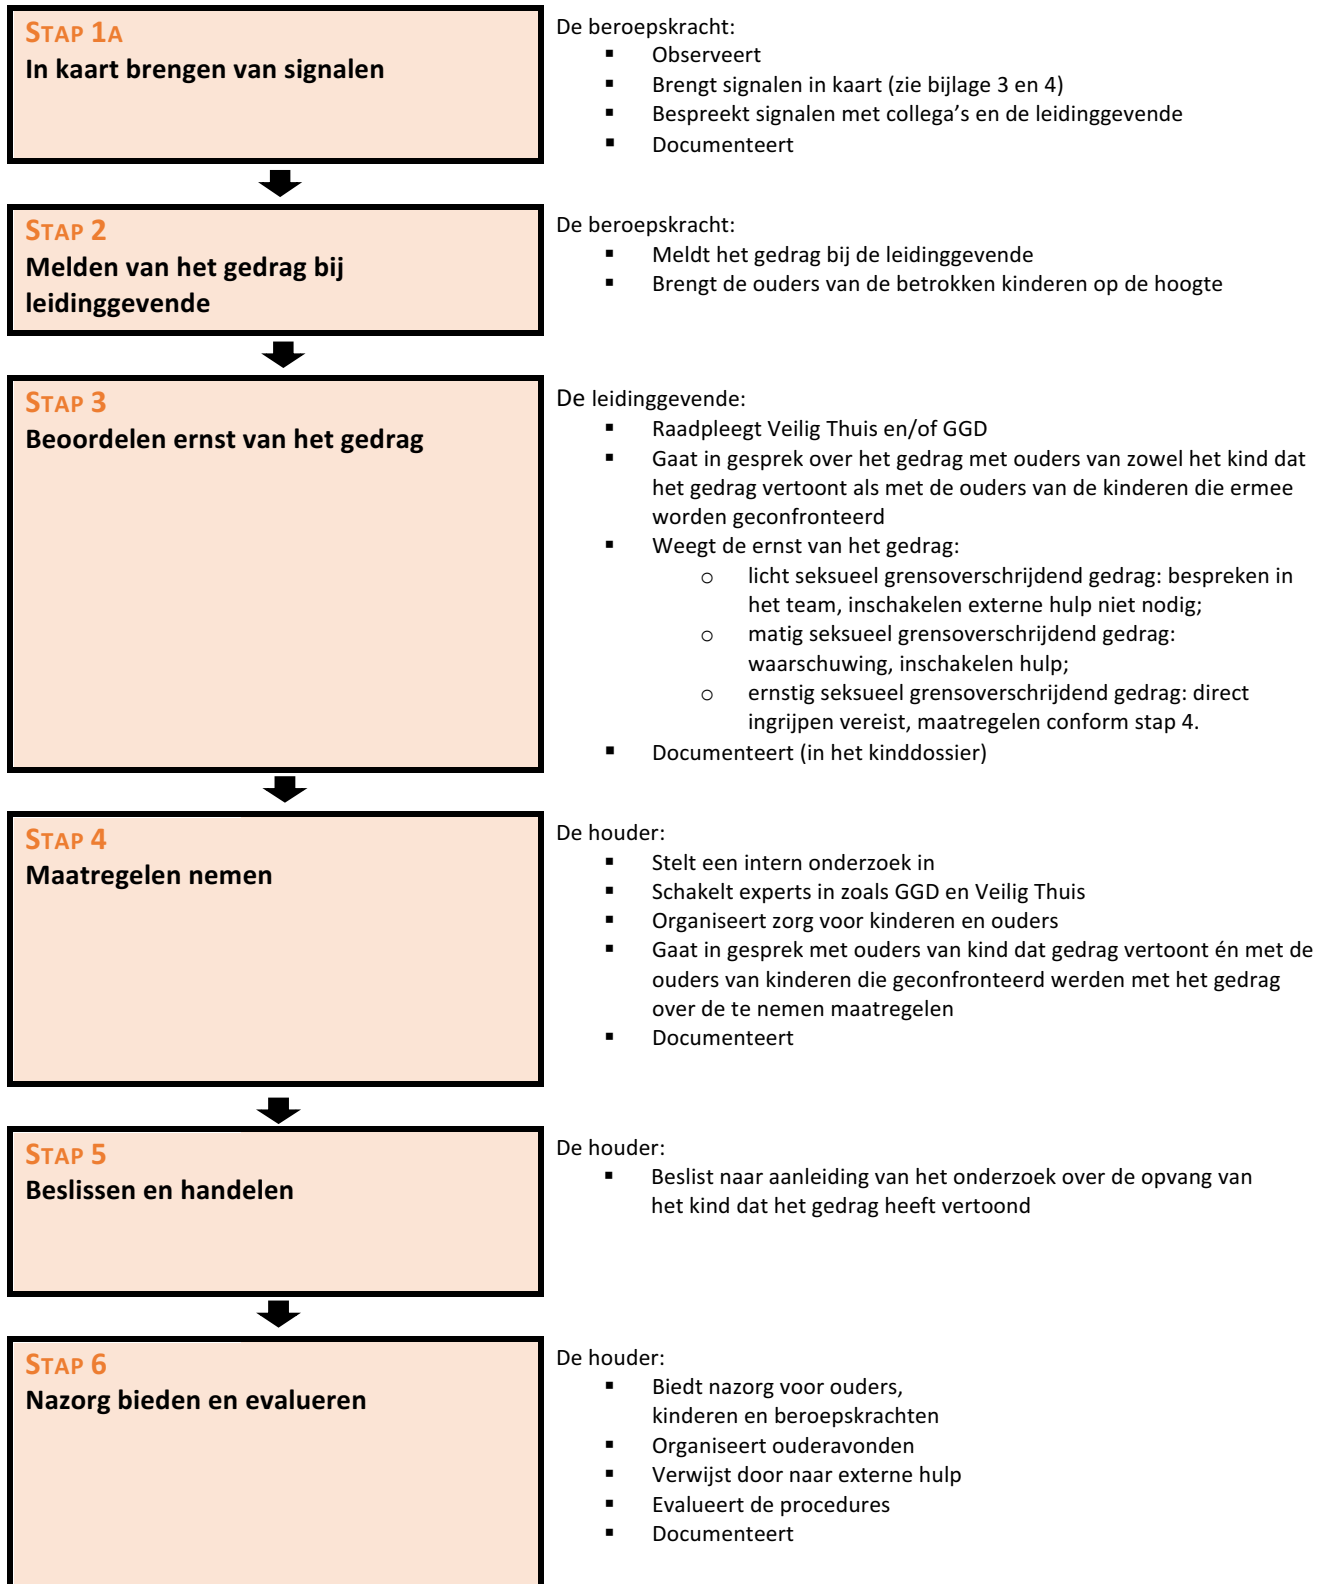 STAP 1A
In kaart brengen van signalen
De beroepskracht:
▪ Observeert
▪ Brengt signalen in kaart (zie bijlage 3 en 4)
▪ Bespreekt signalen met collega's en de leidinggevende
▪ Documenteert
STAP 2
Melden van het gedrag bij
leidinggevende
De beroepskracht:
▪ Meldt het gedrag bij de leidinggevende
▪ Brengt de ouders van de betrokken kinderen op de hoogte
STAP 3
Beoordelen ernst van het gedrag
De leidinggevende:
▪ Raadpleegt Veilig Thuis en/of GGD
▪ Gaat in gesprek over het gedrag met ouders van zowel het kind dat
het gedrag vertoont als met de ouders van de kinderen die ermee
worden geconfronteerd
▪ Weegt de ernst van het gedrag:
o licht seksueel grensoverschrijdend gedrag: bespreken in
het team, inschakelen externe hulp niet nodig;
o matig seksueel grensoverschrijdend gedrag:
waarschuwing, inschakelen hulp;
o ernstig seksueel grensoverschrijdend gedrag: direct
ingrijpen vereist, maatregelen conform stap 4.
▪ Documenteert (in het kinddossier)
STAP 4
Maatregelen nemen
De houder:
▪ Stelt een intern onderzoek in
▪ Schakelt experts in zoals GGD en Veilig Thuis
▪ Organiseert zorg voor kinderen en ouders
▪ Gaat in gesprek met ouders van kind dat gedrag vertoont én met de
ouders van kinderen die geconfronteerd werden met het gedrag
over de te nemen maatregelen
▪ Documenteert
STAP 5
Beslissen en handelen
De houder:
▪ Beslist naar aanleiding van het onderzoek over de opvang van
het kind dat het gedrag heeft vertoond
STAP 6
Nazorg bieden en evalueren
De houder:
▪ Biedt nazorg voor ouders,
kinderen en beroepskrachten
▪ Organiseert ouderavonden
▪ Verwijst door naar externe hulp
▪ Evalueert de procedures
▪ Documenteert